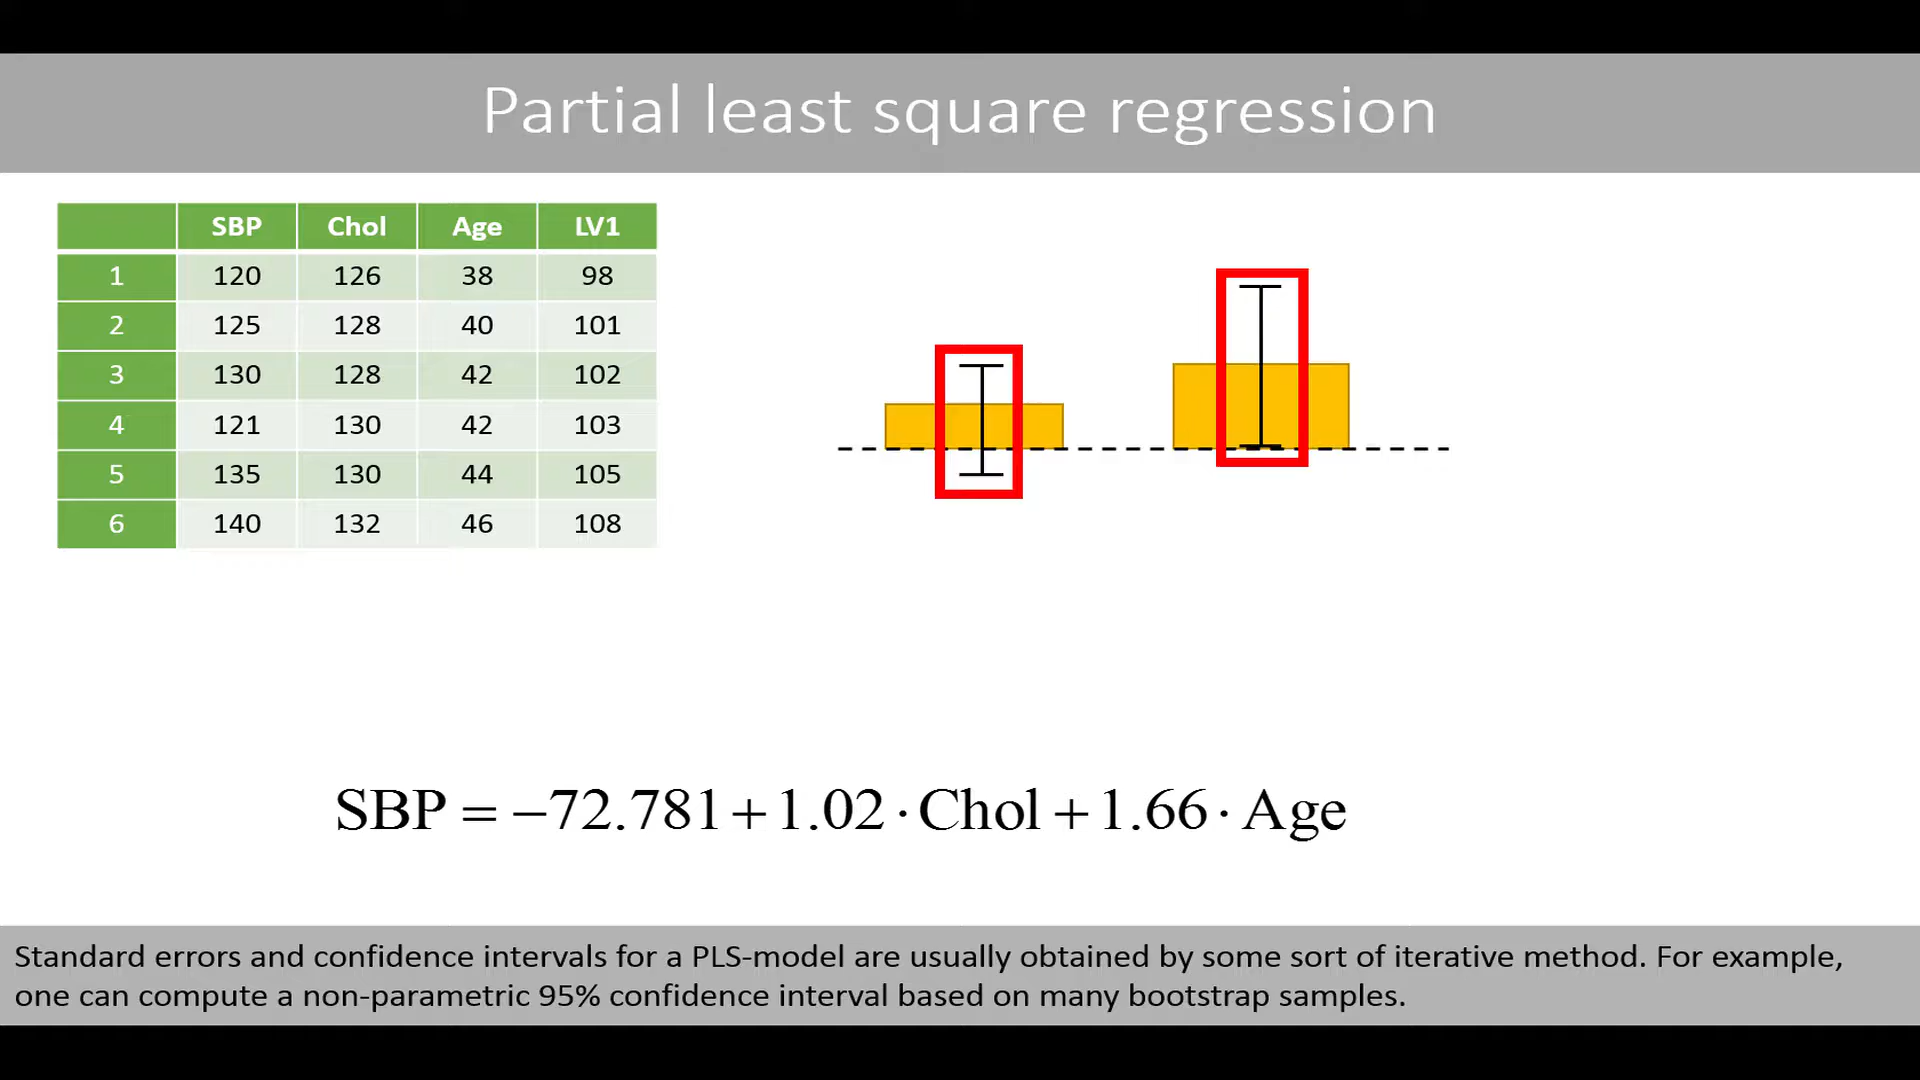 Partial least square regression
SBP Chol Age LV1
1 120 126 38 98
2 125 128 40 101
3 130 128 42 102
4 121 130 42 103
5 135 130 44 105
6 140 132 46 108
SBP = −72.781+1.02·Chol+1.66·Age
Standard errors and confidence intervals for a PLS-model are usually obtained by some sort of iterative method. For example,
one can compute a non-parametric 95% confidence interval based on many bootstrap samples.